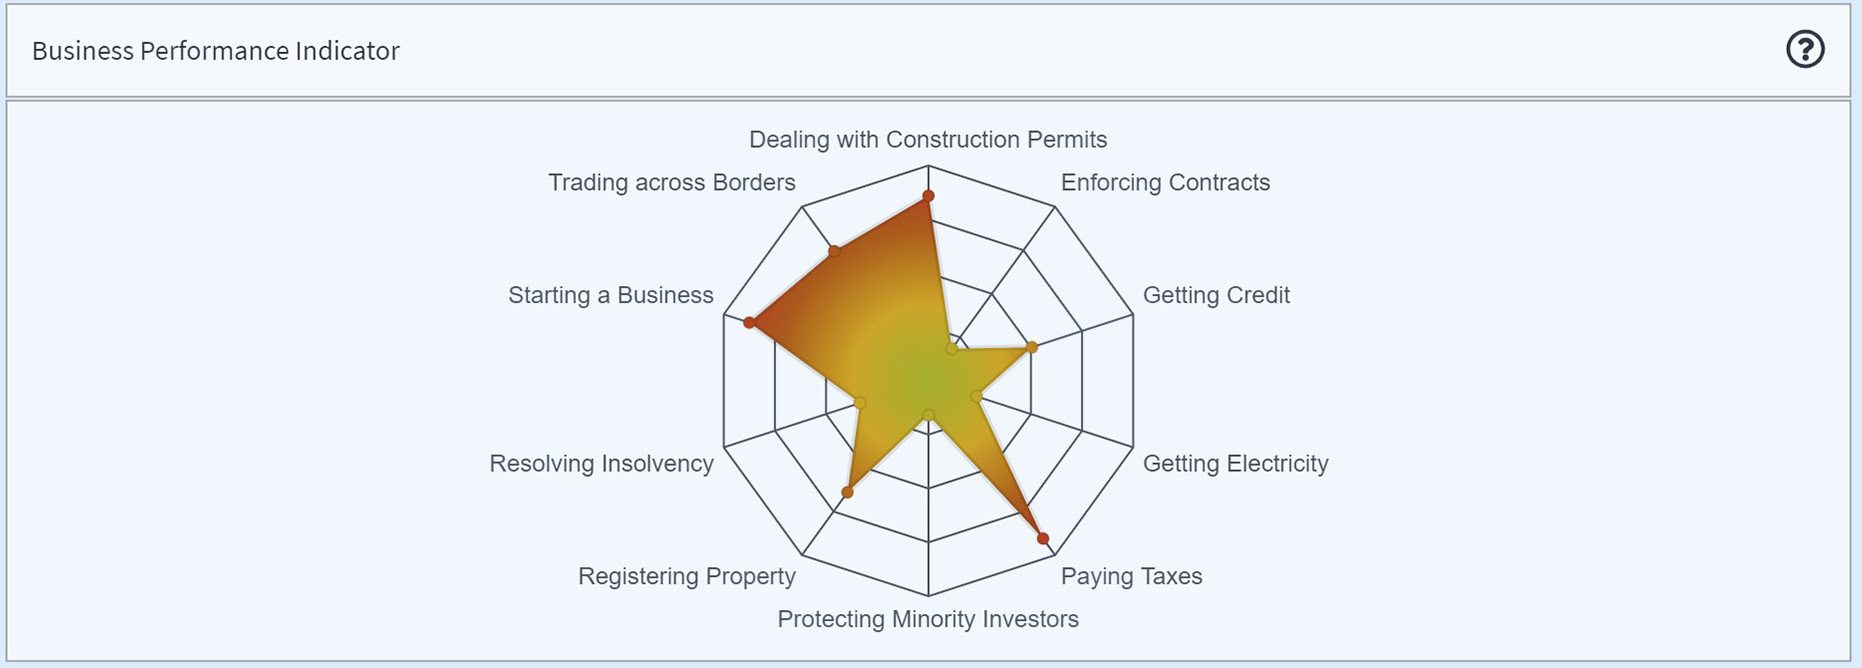 Business Performance Indicator
?
Dealing with Construction Permits
Trading across Borders
Enforcing Contracts
Starting a Business
Getting Credit
Resolving Insolvency
Getting Electricity
Registering Property
Paying Taxes
Protecting Minority Investors